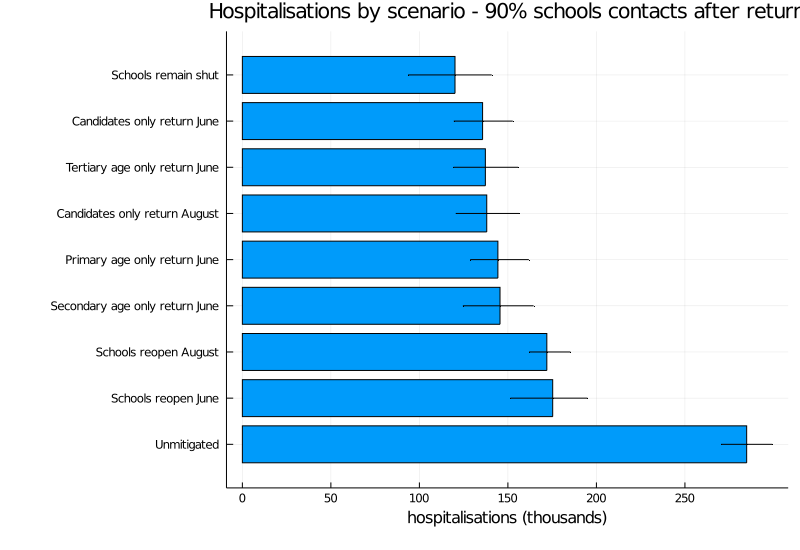 Hospitalisations by scenario - 90% schools contacts after return
Schools remain shut
Candidates only return June
Tertiary age only return June
Candidates only return August
Primary age only return June
Secondary age only return June
Schools reopen August
Schools reopen June
Unmitigated
0 50 100 150 200 250
hospitalisations (thousands)